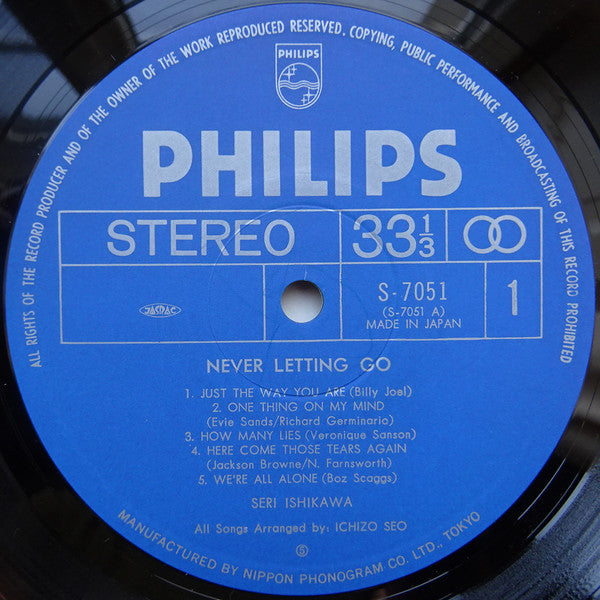 ALL RIGHTS OF THE RECORD PRODUCER AND OF THE OWNER OF THE WORK REPRODUCED RESERVED. COPYING, PUBLIC PERFORMANCE AND BROADCASTING OF THIS RECORD PROHIBITED
PHILIPS
PHILIPS
STEREO 33 1/3
JASRAC S-7051 1
(S-7051 A)
MADE IN JAPAN
NEVER LETTING GO
1. JUST THE WAY YOU ARE (Billy Joel)
2. ONE THING ON MY MIND
(Evie Sands/Richard Germinario)
3. HOW MANY LIES (Veronique Sanson)
4. HERE COME THOSE TEARS AGAIN
(Jackson Browne/N. Farnsworth)
5. WE'RE ALL ALONE (Boz Scaggs)
SERI ISHIKAWA
All Songs Arranged by: ICHIZO SEO
Ⓢ
MANUFACTURED BY NIPPON PHONOGRAM CO. LTD., TOKYO